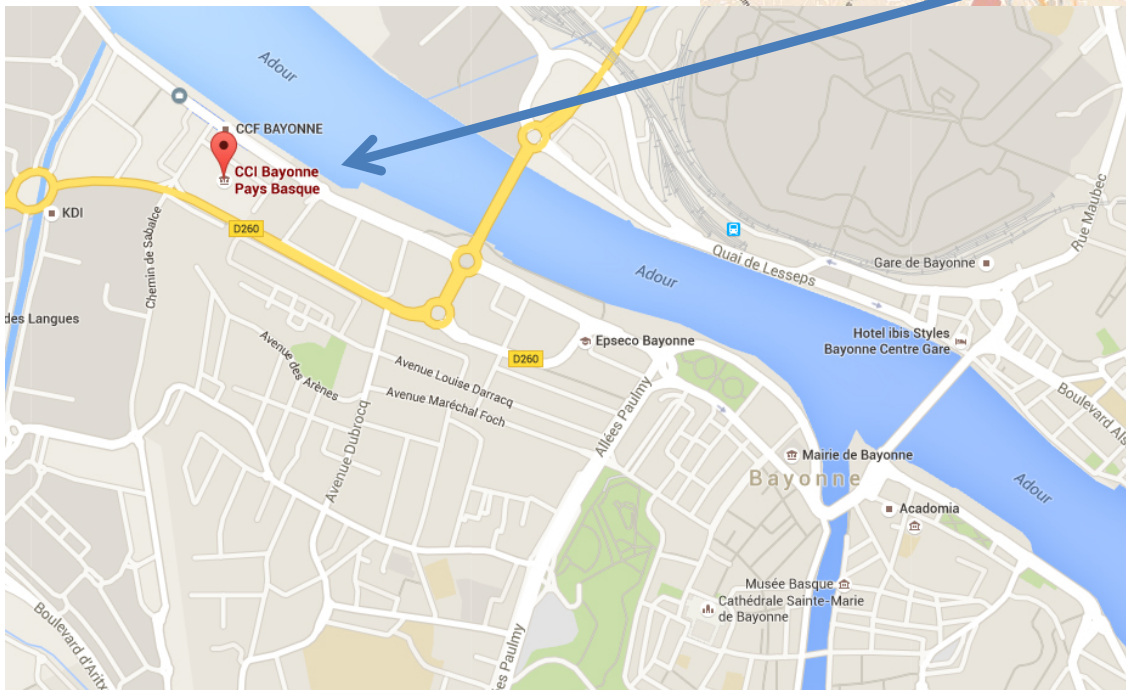 Adour
CCF BAYONNE
CCI Bayonne
Pays Basque
KDI
D260
Chemin de Sabalce
Rue Maubec
Quai de Lesseps
Gare de Bayonne
Adour
des Langues
Hotel ibis Styles
Bayonne Centre Gare
Epseco Bayonne
D260
Avenue des Arènes
Avenue Louise Darracq
Avenue Maréchal Foch
Allées Paulmy
Boulevard Als
Avenue Dubrocq
Mairie de Bayonne
Bayonne
Adour
Acadomia
Musée Basque
Cathédrale Sainte-Marie
de Bayonne
Boulevard d'Aritx
es Paulmy